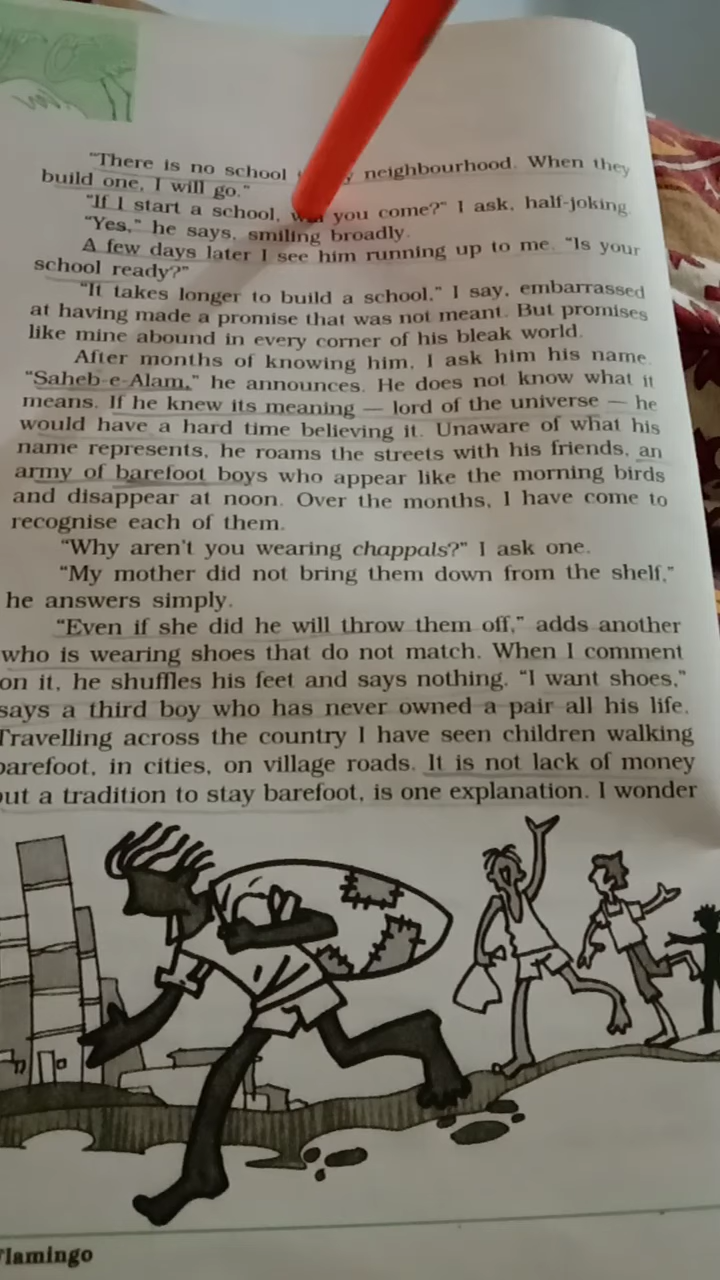 "There is no school neighbourhood. When they
build one, I will go."
"If I start a school, you come?" I ask, half-joking.
"Yes," he says, smiling broadly.
A few days later I see him running up to me. "Is your
school ready?"
"It takes longer to build a school," I say, embarrassed
at having made a promise that was not meant. But promises
like mine abound in every corner of his bleak world.
After months of knowing him, I ask him his name.
"Saheb-e-Alam," he announces. He does not know what it
means. If he knew its meaning — lord of the universe — he
would have a hard time believing it. Unaware of what his
name represents, he roams the streets with his friends, an
army of barefoot boys who appear like the morning birds
and disappear at noon. Over the months, I have come to
recognise each of them.
"Why aren't you wearing chappals?" I ask one.
"My mother did not bring them down from the shelf,"
he answers simply.
"Even if she did he will throw them off," adds another
who is wearing shoes that do not match. When I comment
on it, he shuffles his feet and says nothing. "I want shoes,"
says a third boy who has never owned a pair all his life.
Travelling across the country I have seen children walking
barefoot, in cities, on village roads. It is not lack of money
but a tradition to stay barefoot, is one explanation. I wonder
Flamingo